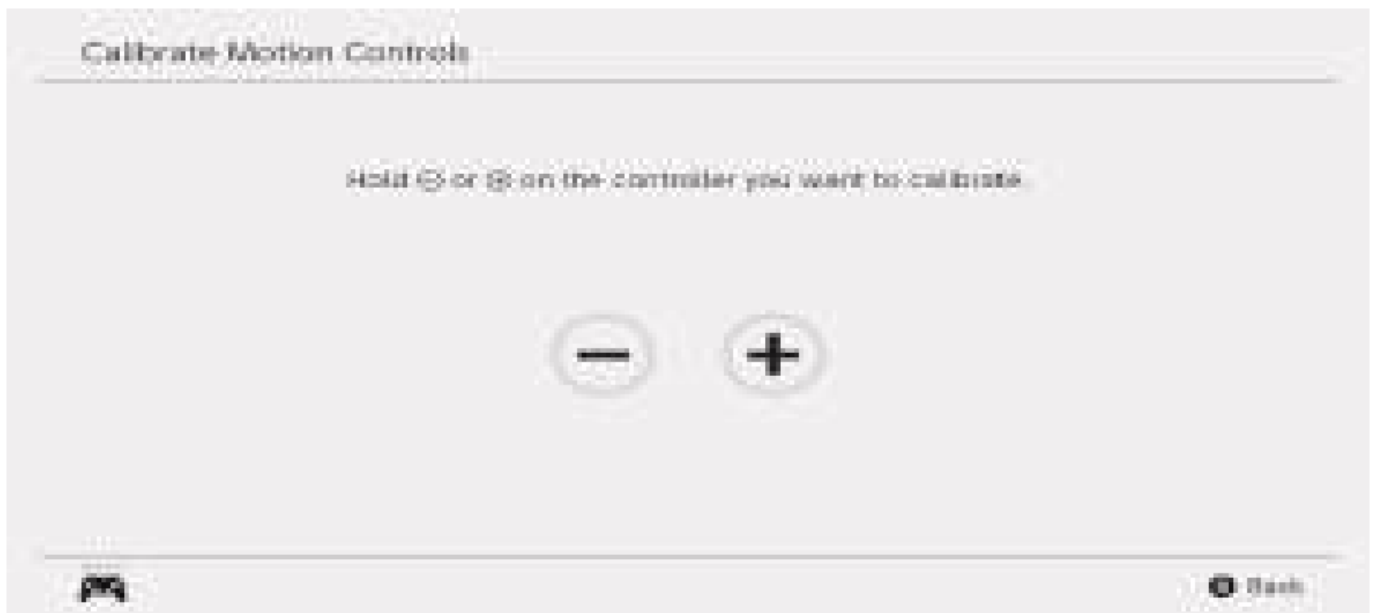 Calibrate Motion Controls
Hold ⊖ or ⊕ on the controller you want to calibrate.
− +
Back